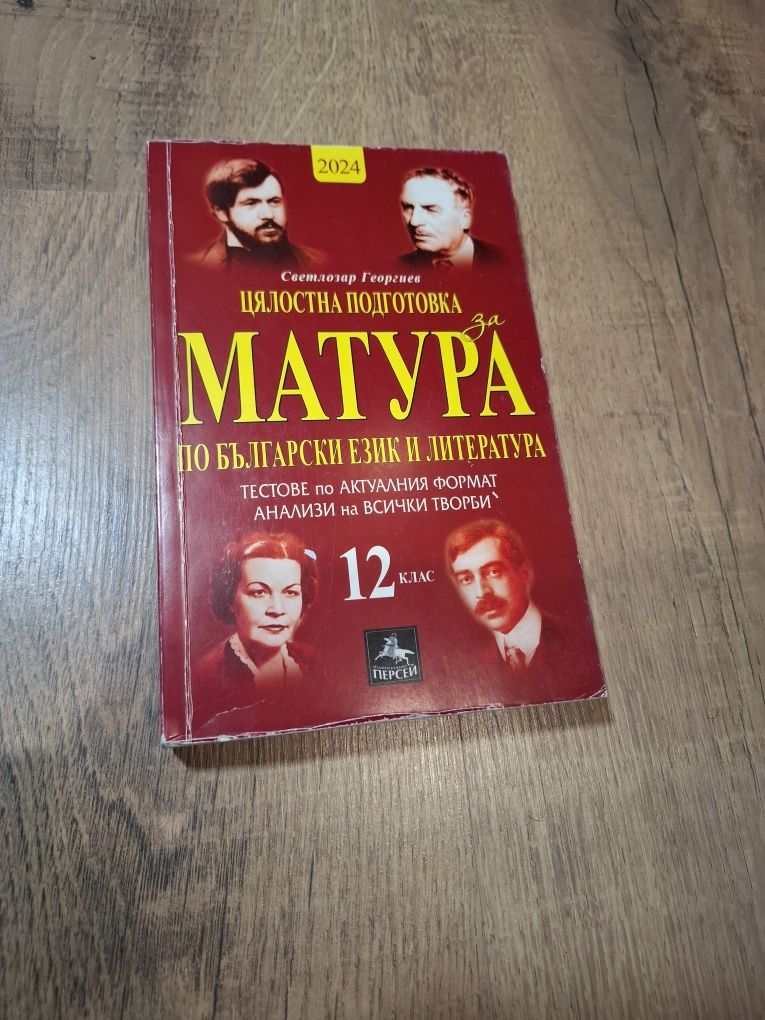 2024
Светлозар Георгиев
ЦЯЛОСТНА ПОДГОТОВКА
за
МАТУРА
ПО БЪЛГАРСКИ ЕЗИК И ЛИТЕРАТУРА
ТЕСТОВЕ по АКТУАЛНИЯ ФОРМАТ
АНАЛИЗИ на ВСИЧКИ ТВОРБИ
12 КЛАС
ПЕРСЕЙ